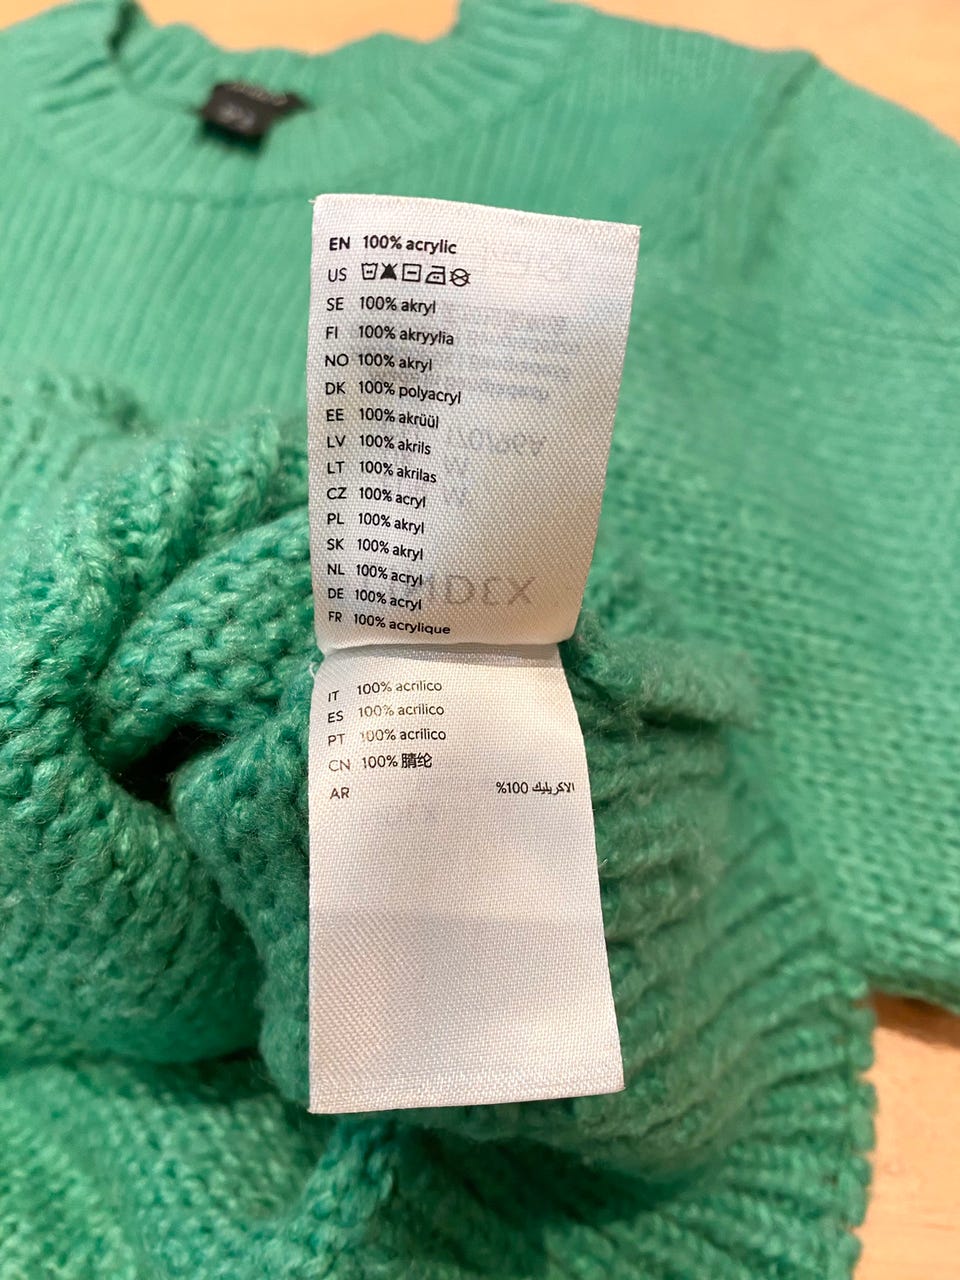 EN 100% acrylic
US
SE 100% akryl
FI 100% akryylia
NO 100% akryl
DK 100% polyacryl
EE 100% akrüül
LV 100% akrils
LT 100% akrilas
CZ 100% acryl
PL 100% akryl
SK 100% akryl
NL 100% acryl
DE 100% acryl
FR 100% acrylique
IT 100% acrilico
ES 100% acrílico
PT 100% acrílico
CN 100% 腈纶
AR الاكريليك 100%